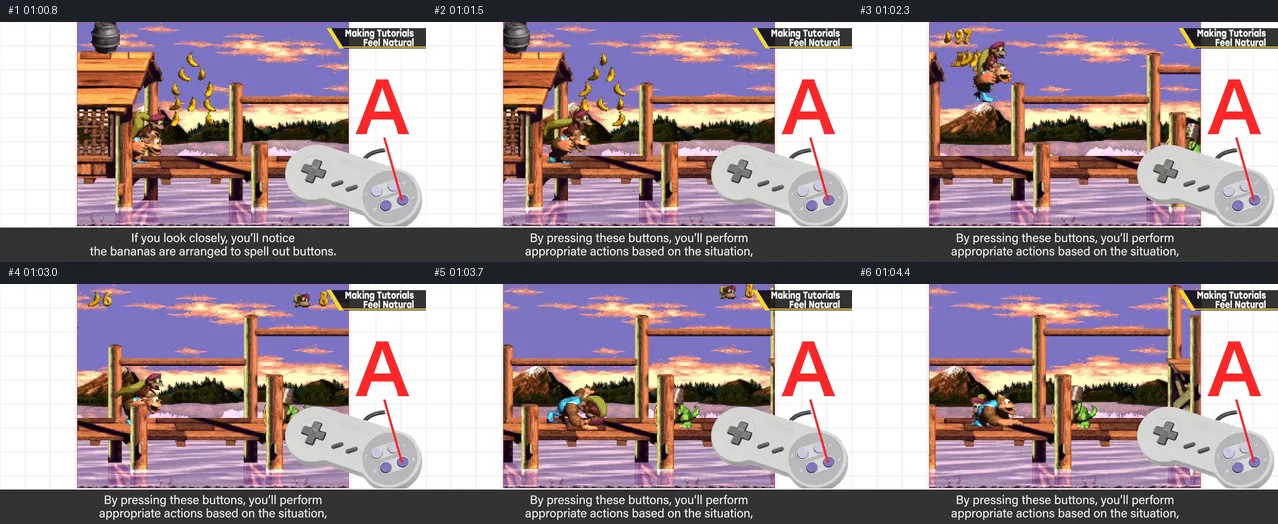 #1 01:00.8
Making Tutorials
Feel Natural
A
If you look closely, you'll notice
the bananas are arranged to spell out buttons.
#2 01:01.5
Making Tutorials
Feel Natural
A
By pressing these buttons, you'll perform
appropriate actions based on the situation,
#3 01:02.3
97
Making Tutorials
Feel Natural
A
By pressing these buttons, you'll perform
appropriate actions based on the situation,
#4 01:03.0
6
8
Making Tutorials
Feel Natural
A
By pressing these buttons, you'll perform
appropriate actions based on the situation,
#5 01:03.7
Making Tutorials
Feel Natural
A
By pressing these buttons, you'll perform
appropriate actions based on the situation,
#6 01:04.4
Making Tutorials
Feel Natural
A
By pressing these buttons, you'll perform
appropriate actions based on the situation,